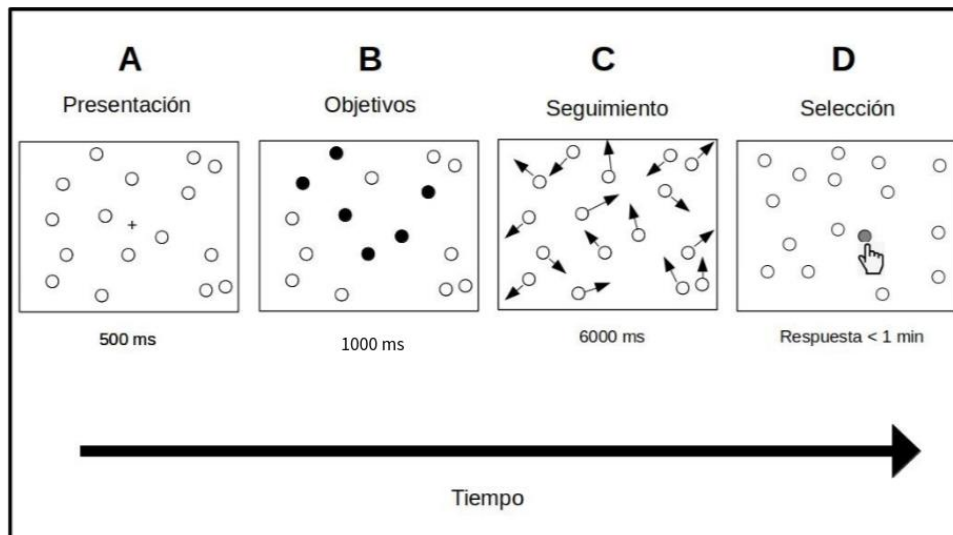 A B C D
Presentación Objetivos Seguimiento Selección
500 ms 1000 ms 6000 ms Respuesta < 1 min
Tiempo